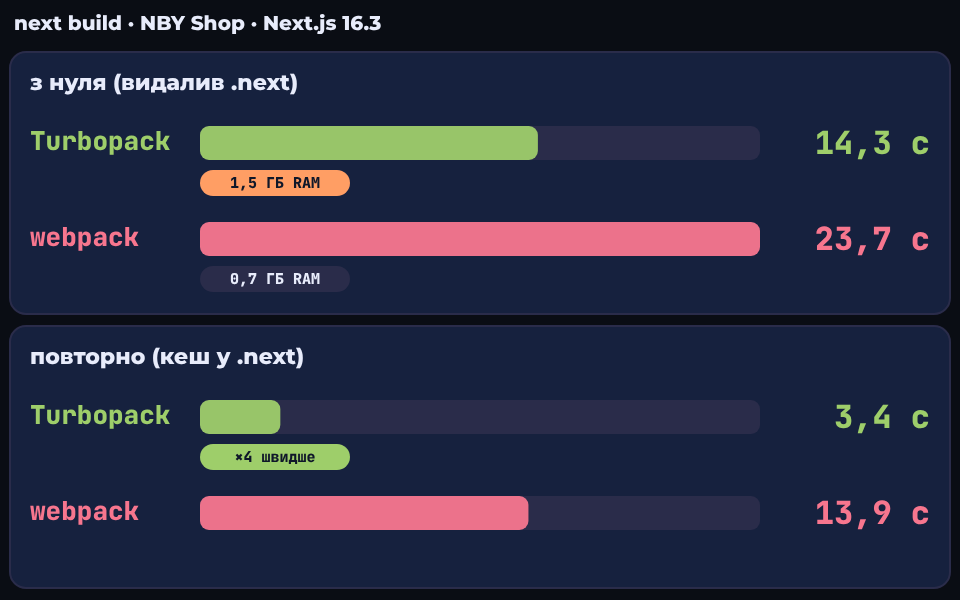 next build • NBY Shop • Next.js 16.3
з нуля (видалив .next)
Turbopack 14,3 с
1,5 ГБ RAM
webpack 23,7 с
0,7 ГБ RAM
повторно (кеш у .next)
Turbopack 3,4 с
×4 швидше
webpack 13,9 с